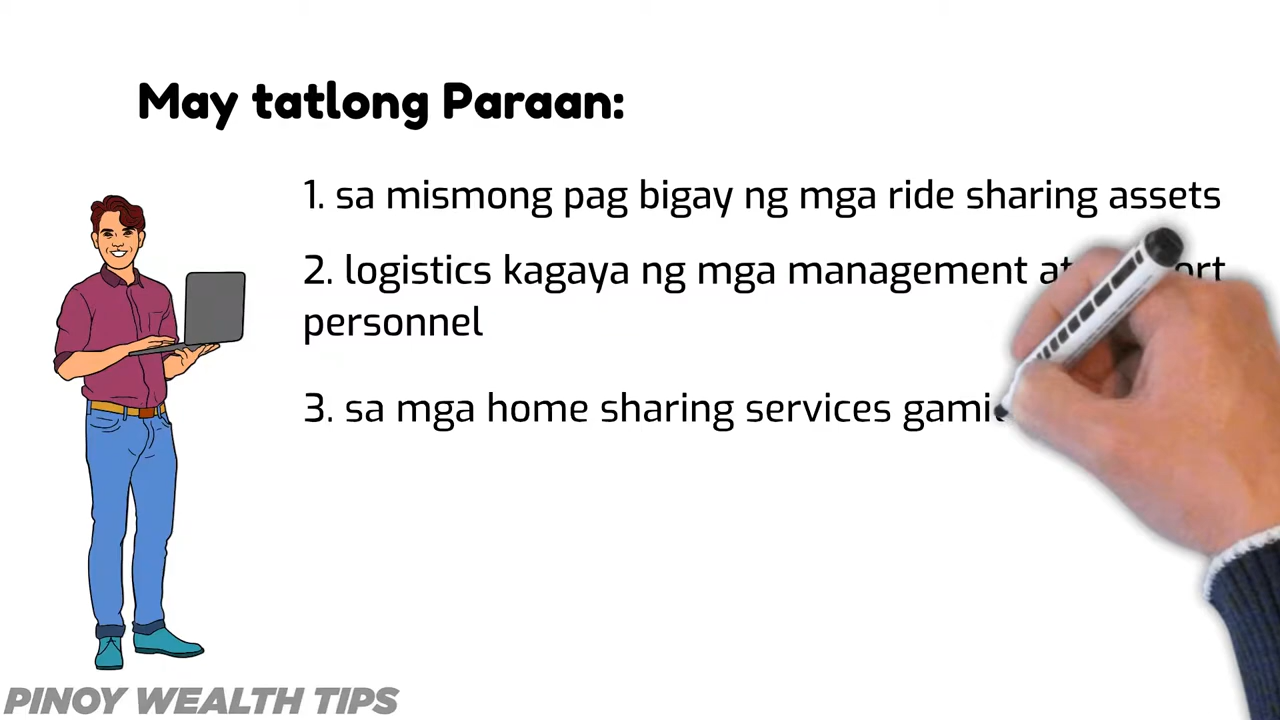 May tatlong Paraan:
1. sa mismong pag bigay ng mga ride sharing assets
2. logistics kagaya ng mga management
personnel
3. sa mga home sharing services
PINOY WEALTH TIPS